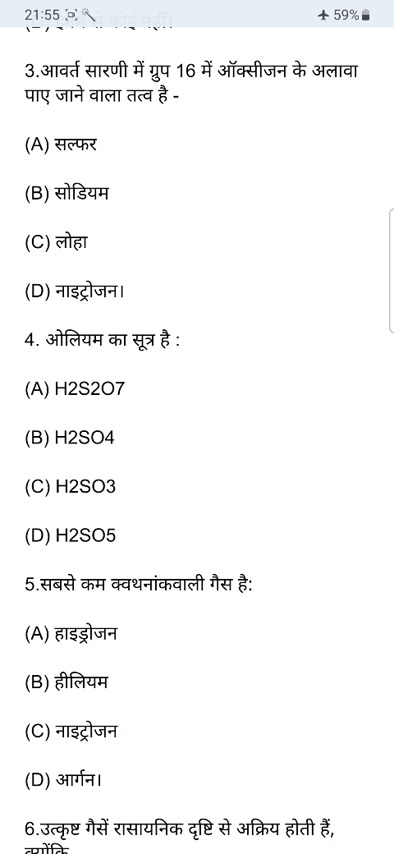 21:55
59%
3.आवर्त सारणी में ग्रुप 16 में ऑक्सीजन के अलावा
पाए जाने वाला तत्व है -
(A) सल्फर
(B) सोडियम
(C) लोहा
(D) नाइट्रोजन।
4. ओलियम का सूत्र है :
(A) H2S2O7
(B) H2SO4
(C) H2SO3
(D) H2SO5
5.सबसे कम क्वथनांकवाली गैस है:
(A) हाइड्रोजन
(B) हीलियम
(C) नाइट्रोजन
(D) आर्गन।
6.उत्कृष्ट गैसें रासायनिक दृष्टि से अक्रिय होती हैं,